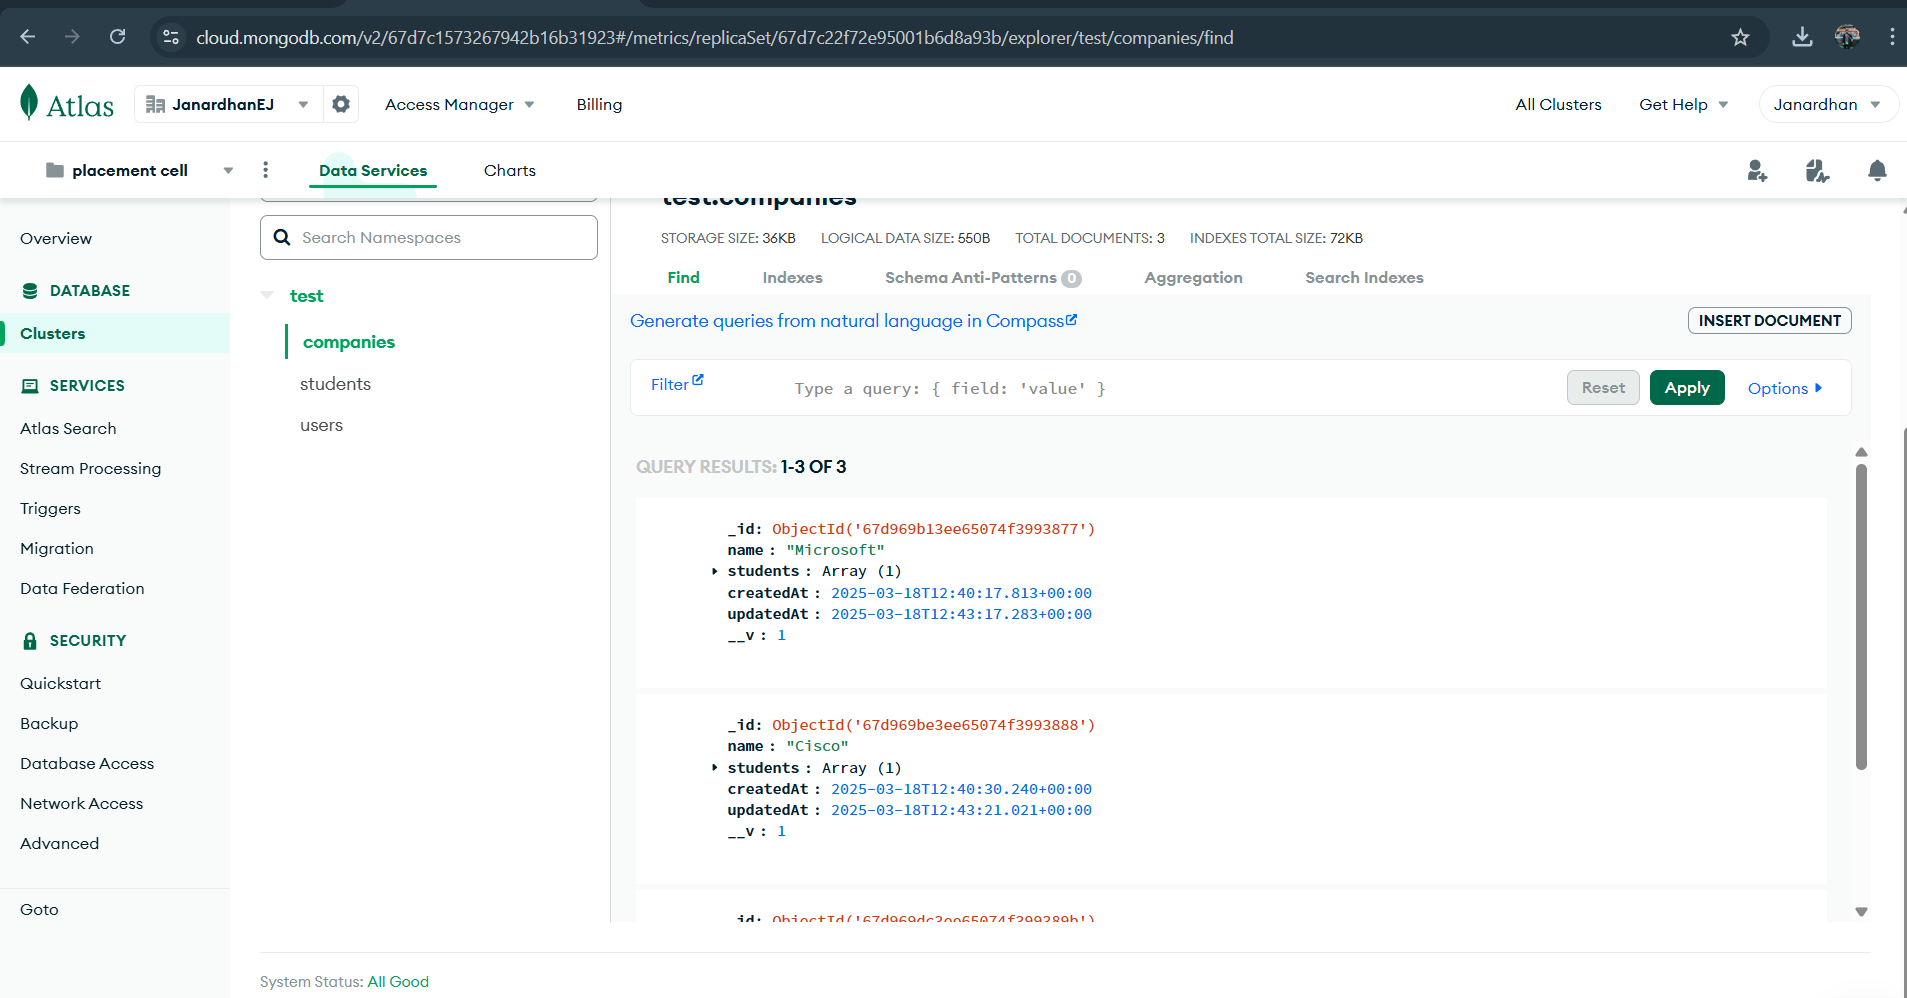 cloud.mongodb.com/v2/67d7c1573267942b16b31923#/metrics/replicaSet/67d7c22f72e95001b6d8a93b/explorer/test/companies/find
Atlas
JanardhanEJ
Access Manager
Billing
All Clusters
Get Help
Janardhan
placement cell
Data Services
Charts
Overview
DATABASE
Clusters
SERVICES
Atlas Search
Stream Processing
Triggers
Migration
Data Federation
SECURITY
Quickstart
Backup
Database Access
Network Access
Advanced
Goto
Search Namespaces
test
companies
students
users
test.companies
STORAGE SIZE: 36KB LOGICAL DATA SIZE: 550B TOTAL DOCUMENTS: 3 INDEXES TOTAL SIZE: 72KB
Find Indexes Schema Anti-Patterns 0 Aggregation Search Indexes
Generate queries from natural language in Compass
INSERT DOCUMENT
Filter
Type a query: { field: 'value' }
Reset
Apply
Options
QUERY RESULTS: 1-3 OF 3
_id: ObjectId('67d969b13ee65074f3993877')
name : "Microsoft"
students : Array (1)
createdAt : 2025-03-18T12:40:17.813+00:00
updatedAt : 2025-03-18T12:43:17.283+00:00
__v : 1
_id: ObjectId('67d969be3ee65074f3993888')
name : "Cisco"
students : Array (1)
createdAt : 2025-03-18T12:40:30.240+00:00
updatedAt : 2025-03-18T12:43:21.021+00:00
__v : 1
_id: ObjectId('67d969dc3ee65074f399389b')
System Status: All Good